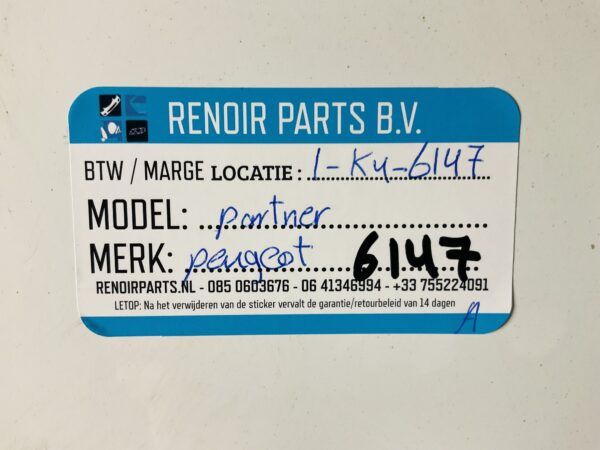 RENOIR PARTS B.V.
BTW / MARGE LOCATIE : 1-K4-6147
MODEL: partner
MERK: peugeot 6147
RENOIRPARTS.NL - 085 0603676 - 06 41346994 - +33 755224091
LETOP: Na het verwijderen van de sticker vervalt de garantie/retourbeleid van 14 dagen
A